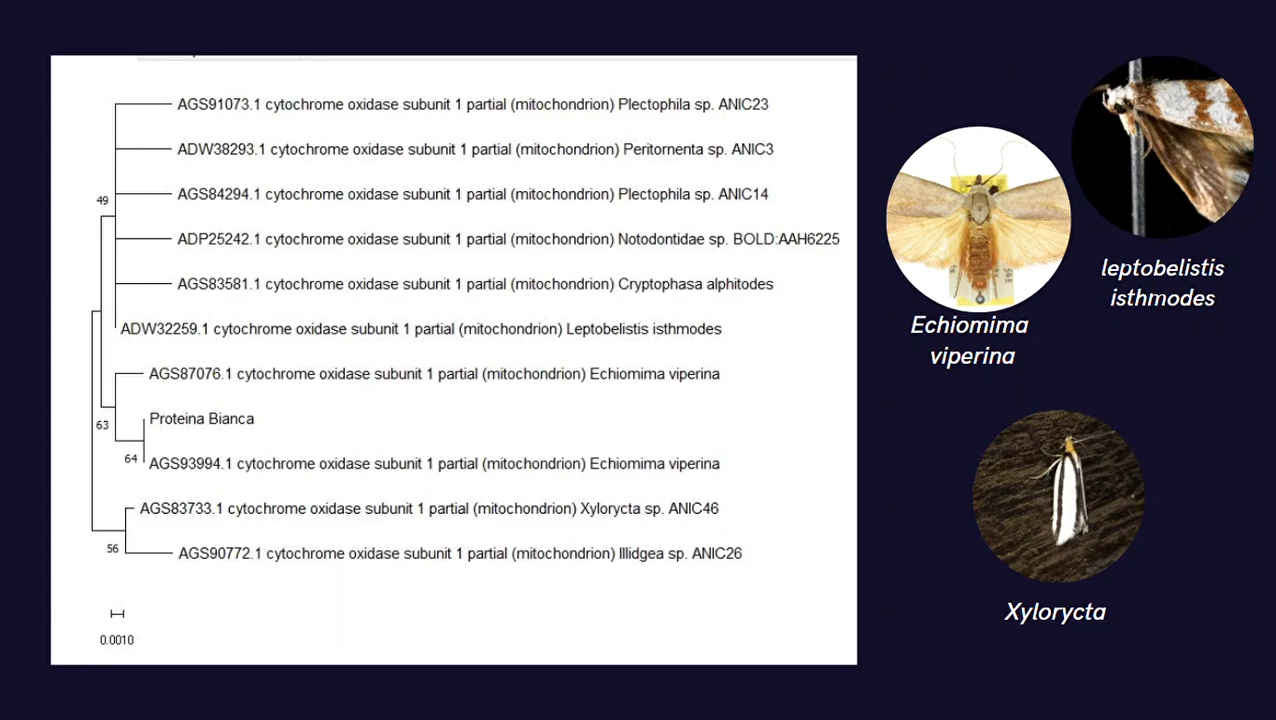 AGS91073.1 cytochrome oxidase subunit 1 partial (mitochondrion) Plectophila sp. ANIC23
ADW38293.1 cytochrome oxidase subunit 1 partial (mitochondrion) Peritornenta sp. ANIC3
AGS84294.1 cytochrome oxidase subunit 1 partial (mitochondrion) Plectophila sp. ANIC14
49
ADP25242.1 cytochrome oxidase subunit 1 partial (mitochondrion) Notodontidae sp. BOLD:AAH6225
AGS83581.1 cytochrome oxidase subunit 1 partial (mitochondrion) Cryptophasa alphitodes
ADW32259.1 cytochrome oxidase subunit 1 partial (mitochondrion) Leptobelistis isthmodes
AGS87076.1 cytochrome oxidase subunit 1 partial (mitochondrion) Echiomima viperina
63
Proteina Bianca
64
AGS93994.1 cytochrome oxidase subunit 1 partial (mitochondrion) Echiomima viperina
AGS83733.1 cytochrome oxidase subunit 1 partial (mitochondrion) Xylorycta sp. ANIC46
56
AGS90772.1 cytochrome oxidase subunit 1 partial (mitochondrion) Illidgea sp. ANIC26
0.0010
Echiomima
viperina
leptobelistis
isthmodes
Xylorycta